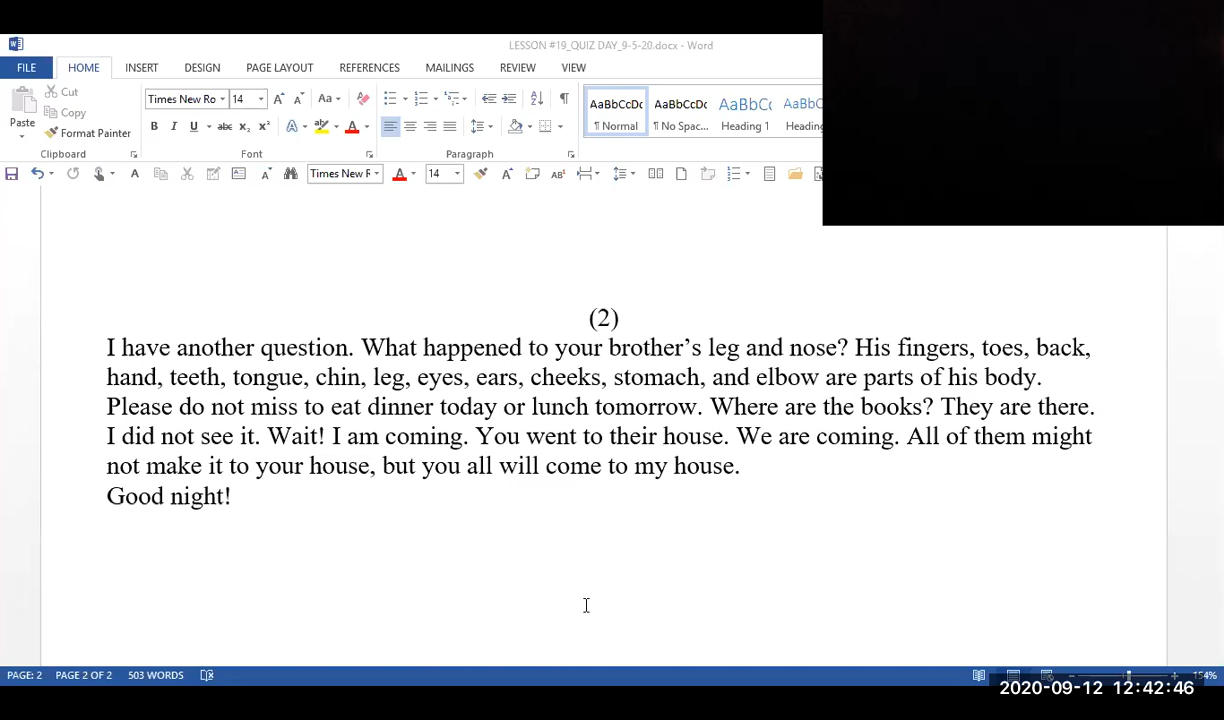 LESSON #19_QUIZ DAY_9-5-20.docx - Word
FILE HOME INSERT DESIGN PAGE LAYOUT REFERENCES MAILINGS REVIEW VIEW
Cut
Copy
Format Painter
Paste
Times New Ro 14 Aa
B I U abc x₂ x² A A
AaBbCcDc AaBbCcDc AaBbCc AaBbCc
¶ Normal ¶ No Spac... Heading 1 Heading
Clipboard Font Paragraph
Times New R A 14
(2)
I have another question. What happened to your brother’s leg and nose? His fingers, toes, back,
hand, teeth, tongue, chin, leg, eyes, ears, cheeks, stomach, and elbow are parts of his body.
Please do not miss to eat dinner today or lunch tomorrow. Where are the books? They are there.
I did not see it. Wait! I am coming. You went to their house. We are coming. All of them might
not make it to your house, but you all will come to my house.
Good night!
PAGE: 2 PAGE 2 OF 2 503 WORDS 154%
2020-09-12 12:42:46